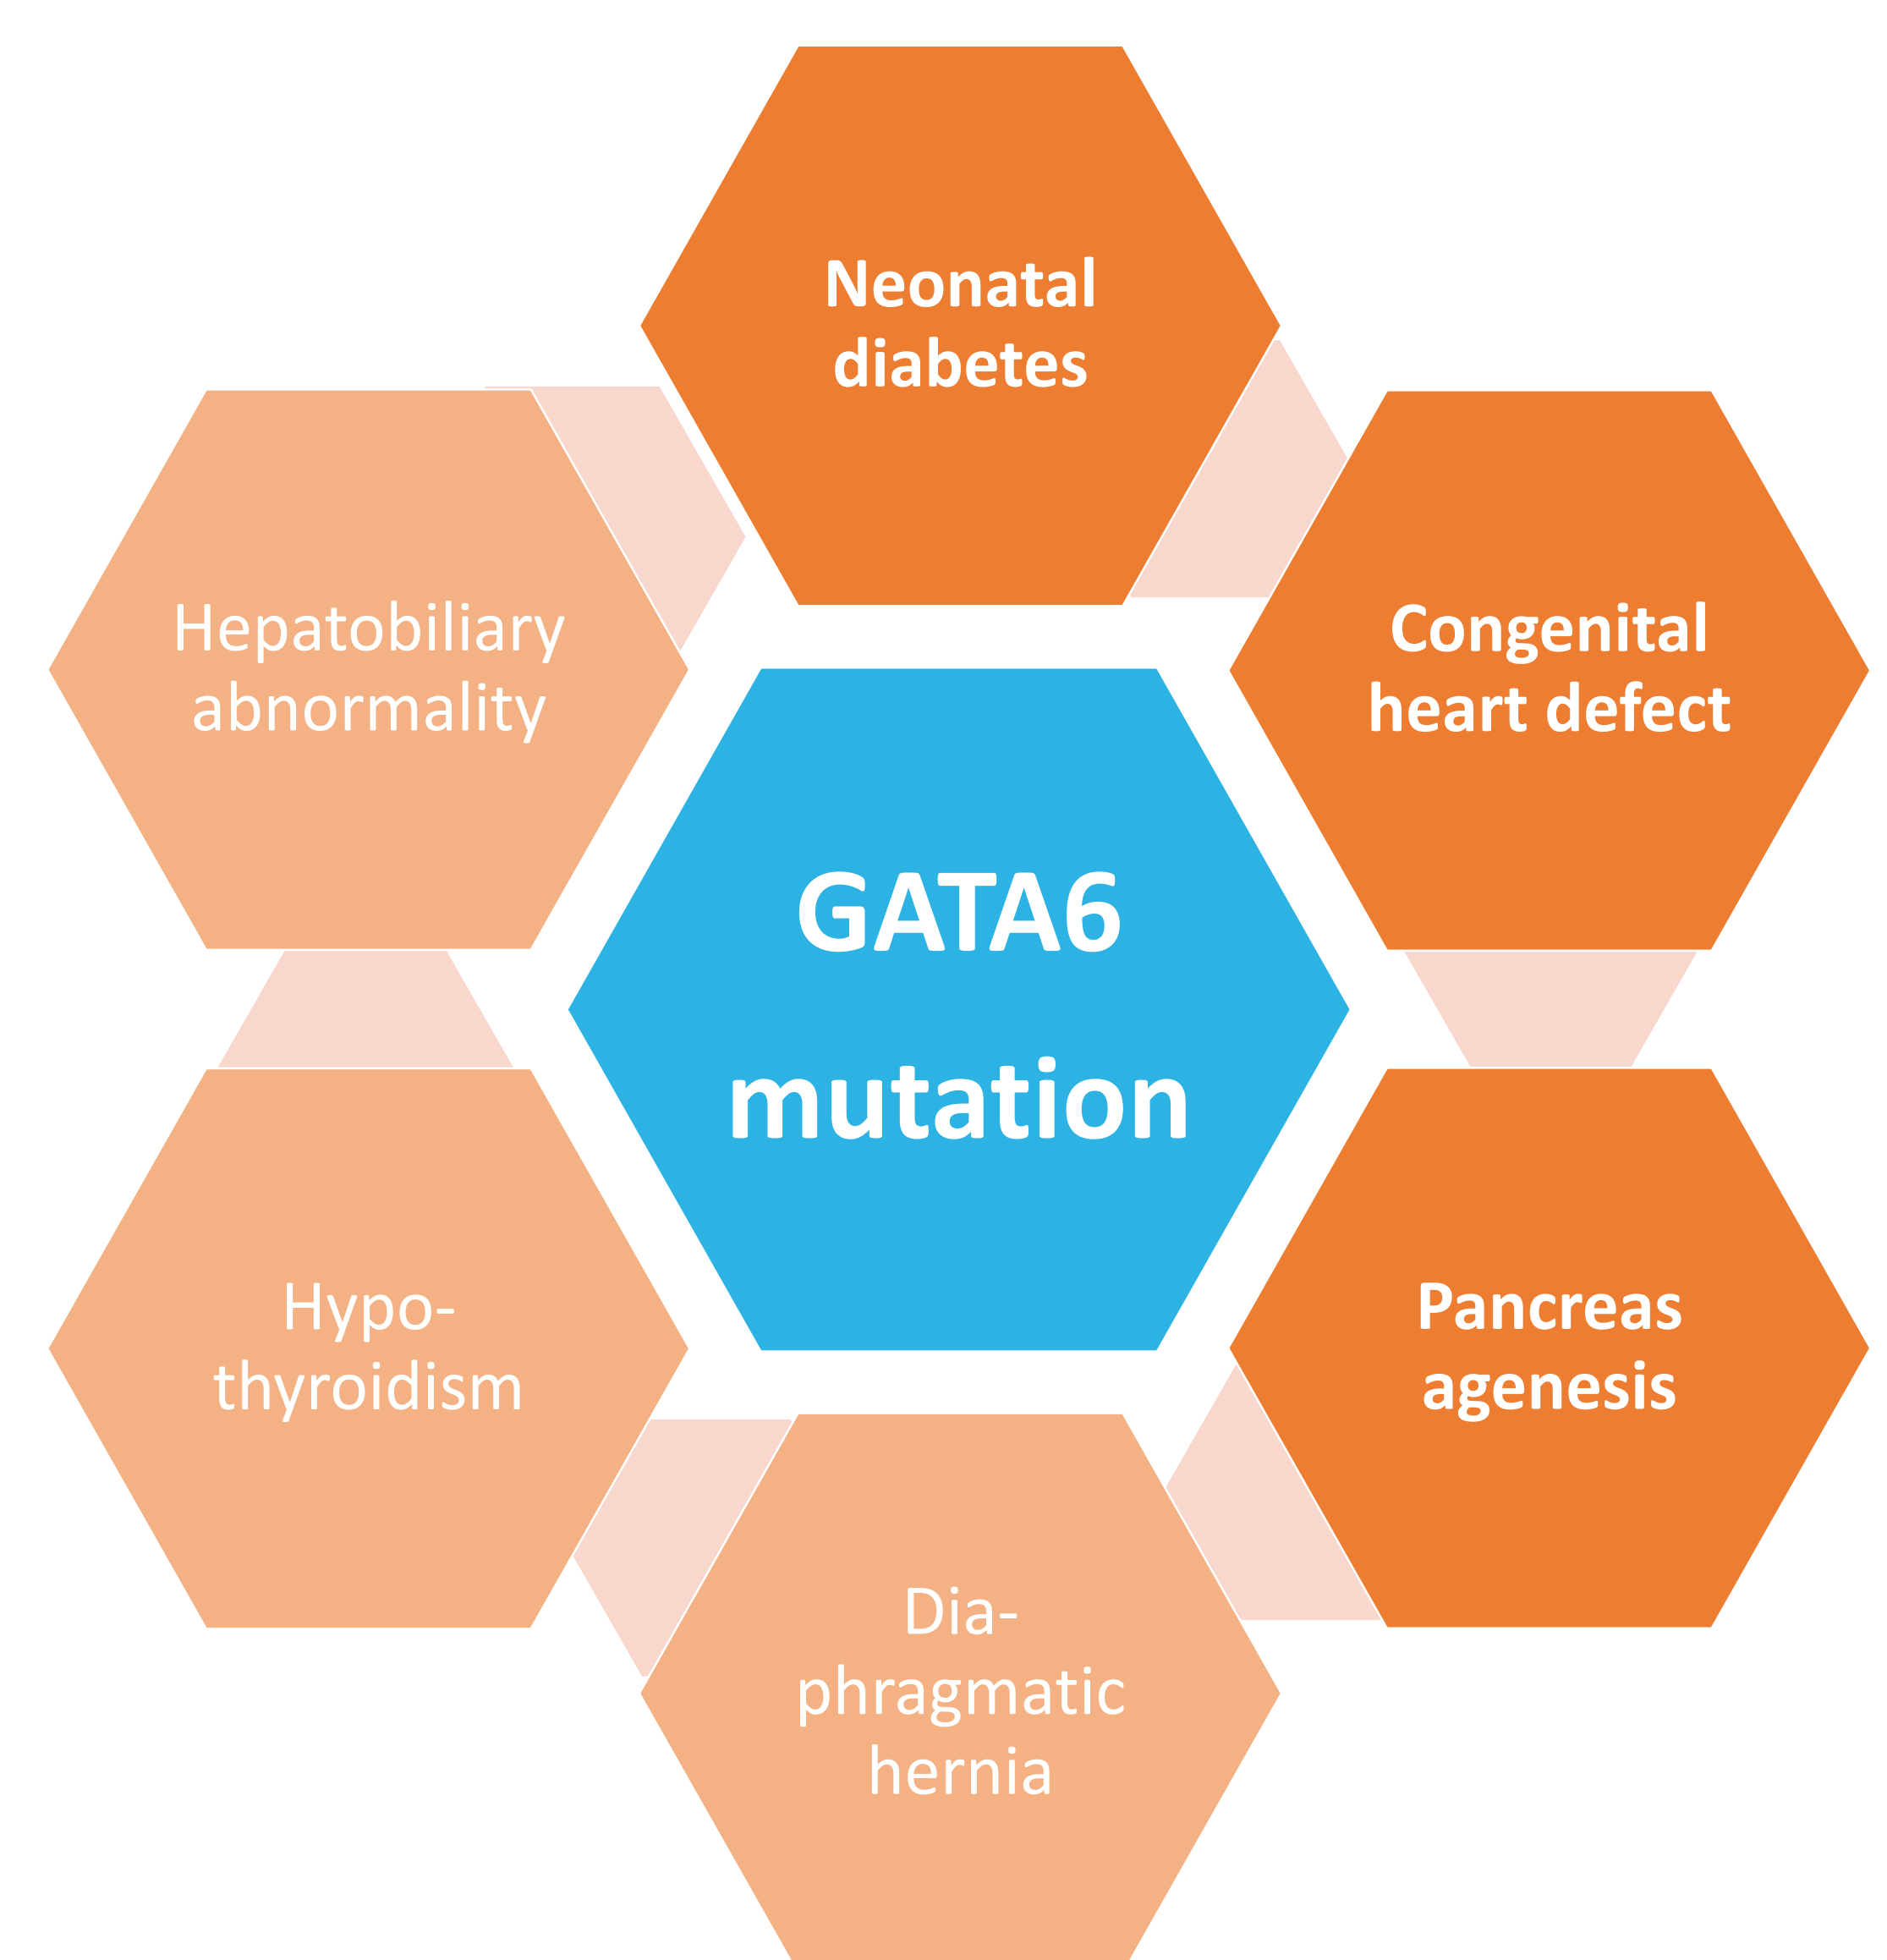 Neonatal
diabetes
Congenital
heart defect
Hepatobiliary
abnormality
GATA6
mutation
Pancreas
agenesis
Hypo-
thyroidism
Dia-
phragmatic
hernia